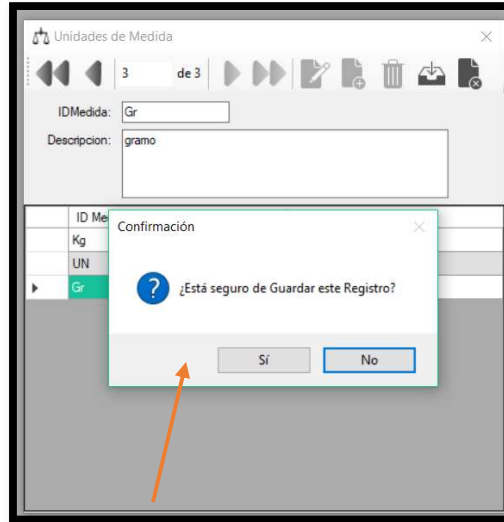 Unidades de Medida
3 de 3
IDMedida: Gr
Descripcion: gramo
ID Me
Kg
UN
Gr
Confirmación
¿Está seguro de Guardar este Registro?
Sí No